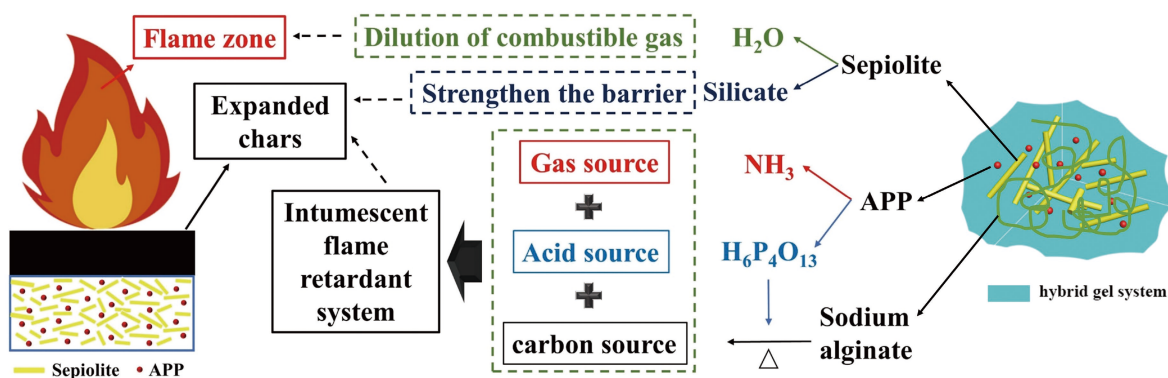 Flame zone
Dilution of combustible gas
H₂O
Sepiolite
Strengthen the barrier
Silicate
Expanded
chars
Gas source
NH₃
APP
Intumescent
flame
retardant
system
Acid source
H₆P₄O₁₃
carbon source
△
Sodium
alginate
hybrid gel system
Sepiolite
APP